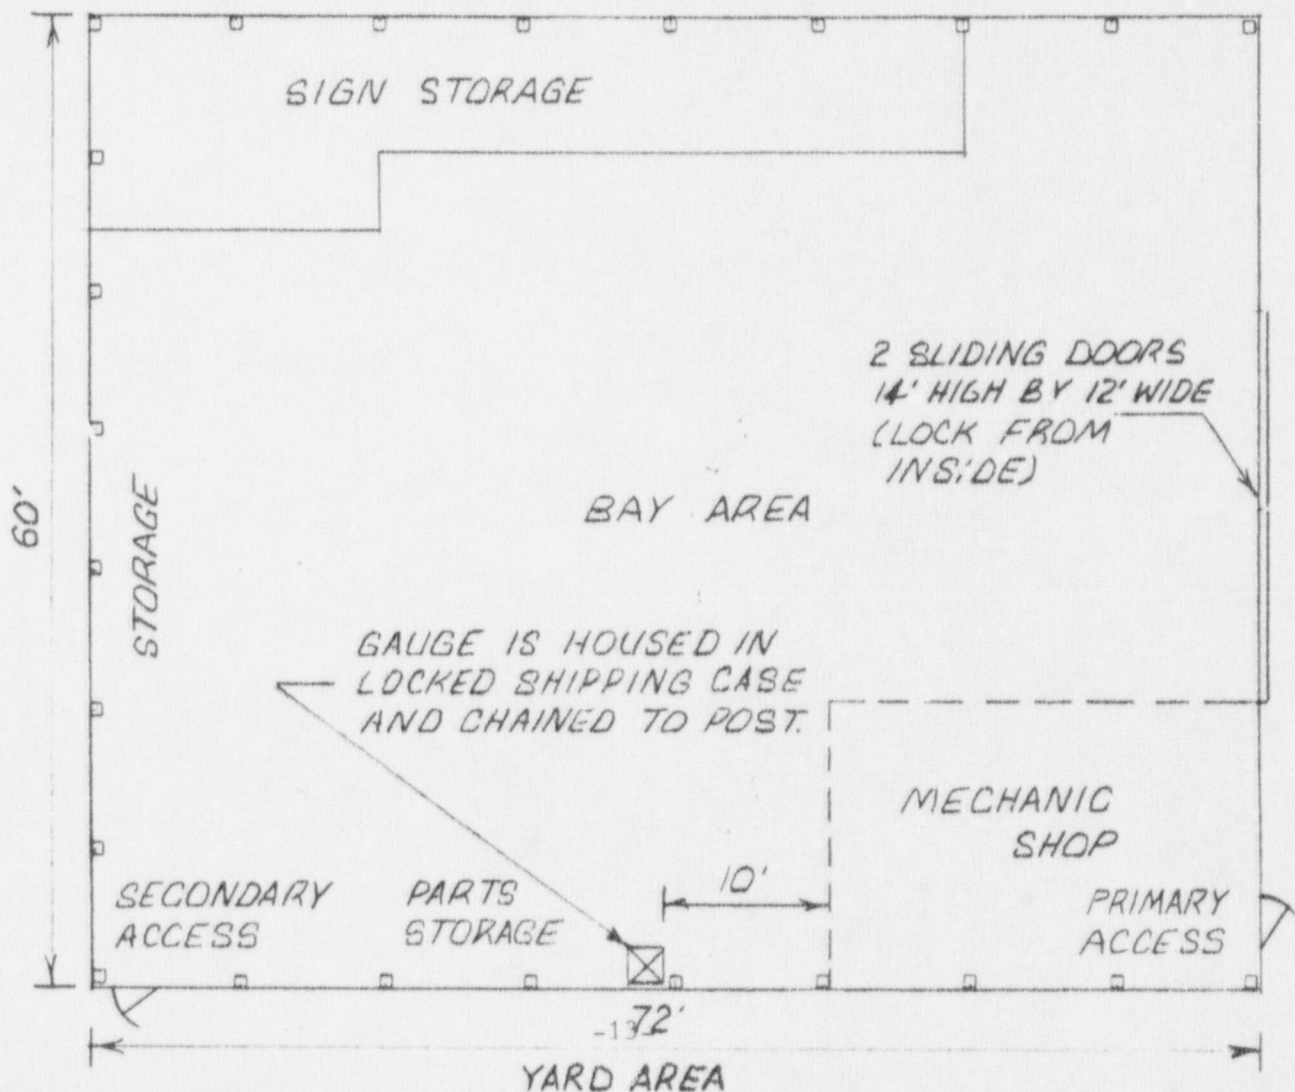 SIGN STORAGE
2 SLIDING DOORS
14' HIGH BY 12' WIDE
(LOCK FROM
INSIDE)
60'
STORAGE
BAY AREA
GAUGE IS HOUSED IN
LOCKED SHIPPING CASE
AND CHAINED TO POST.
MECHANIC
SHOP
SECONDARY
ACCESS
PARTS
STORAGE
10'
PRIMARY
ACCESS
-13-
72'
YARD AREA